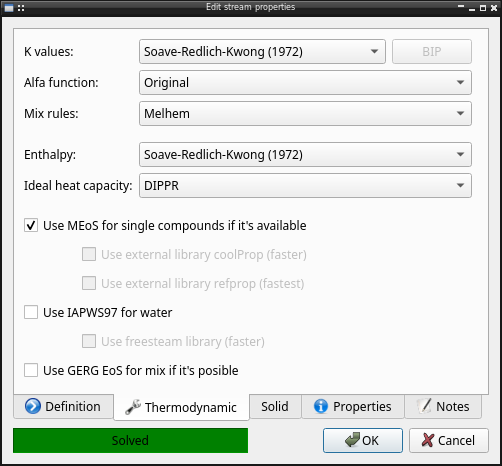 Edit stream properties
K values: Soave-Redlich-Kwong (1972) BIP
Alfa function: Original
Mix rules: Melhem
Enthalpy: Soave-Redlich-Kwong (1972)
Ideal heat capacity: DIPPR
Use MEoS for single compounds if it's available
Use external library coolProp (faster)
Use external library refprop (fastest)
Use IAPWS97 for water
Use freesteam library (faster)
Use GERG EoS for mix if it's posible
Definition Thermodynamic Solid Properties Notes
Solved OK Cancel